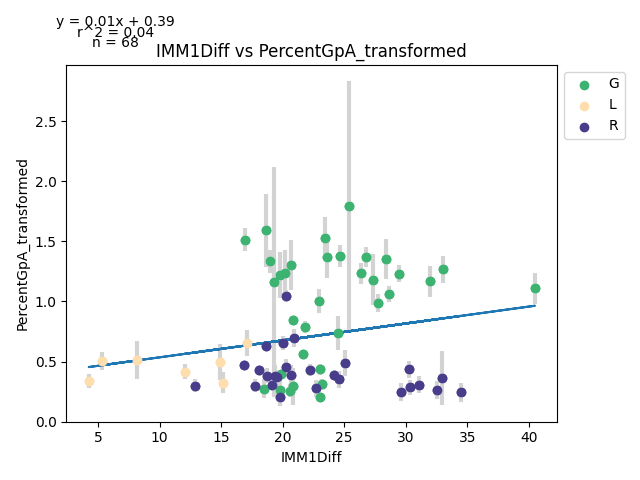 y = 0.01x + 0.39
r^2 = 0.04
n = 68
IMM1Diff vs PercentGpA_transformed
G
L
R
PercentGpA_transformed
2.5
2.0
1.5
1.0
0.5
0.0
5 10 15 20 25 30 35 40
IMM1Diff